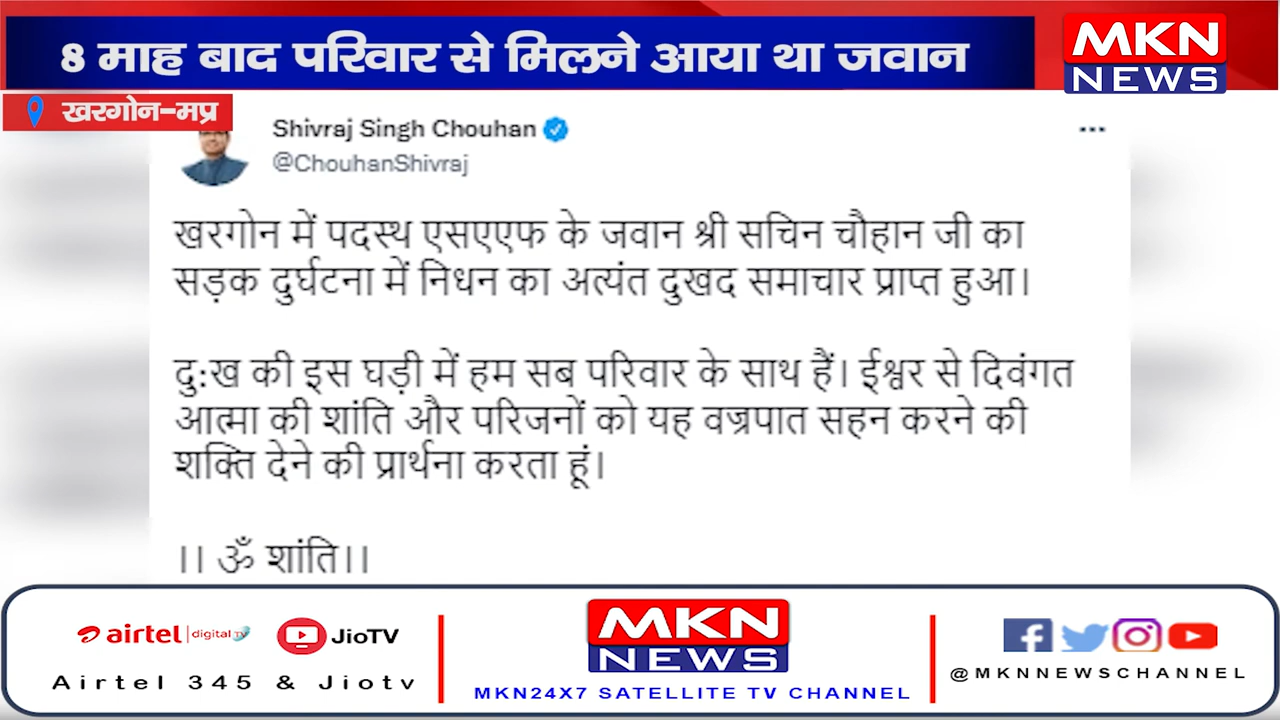 8 माह बाद परिवार से मिलने आया था जवान
MKN
NEWS
खरगोन-मप्र
Shivraj Singh Chouhan
@ChouhanShivraj
खरगोन में पदस्थ एसएएफ के जवान श्री सचिन चौहान जी का
सड़क दुर्घटना में निधन का अत्यंत दुखद समाचार प्राप्त हुआ।
दु:ख की इस घड़ी में हम सब परिवार के साथ हैं। ईश्वर से दिवंगत
आत्मा की शांति और परिजनों को यह वज्रपात सहन करने की
शक्ति देने की प्रार्थना करता हूं।
।। ॐ शांति।।
airtel digital TV
JioTV
Airtel 345 & Jiotv
MKN
NEWS
MKN24X7 SATELLITE TV CHANNEL
@MKNNEWSCHANNEL